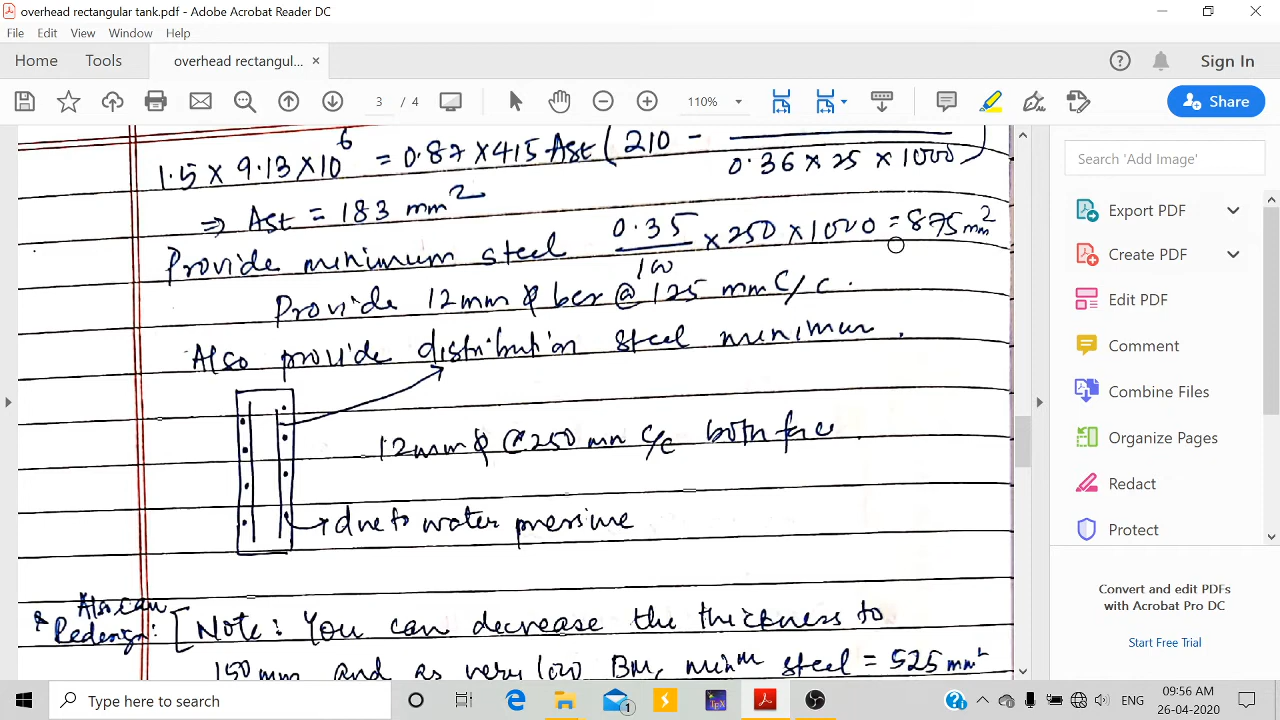 overhead rectangular tank.pdf - Adobe Acrobat Reader DC
File Edit View Window Help
Home Tools overhead rectangul... × Sign In
3 / 4 110% Share
1.5 × 9.13 × 10^6 = 0.87 × 415 Ast ( 210 -
0.36 × 25 × 1000 )
⇒ Ast = 183 mm²
Provide minimum steel 0.35/100 × 250 × 1000 = 875 mm²
Provide 12mm ϕ bar @ 125 mm C/c.
Also provide distribution steel minimum.
12mm ϕ @ 250 mm C/c both face.
due to water pressure
* Also can
Redesign: [Note: You can decrease the thickness to
150 mm and as very low BM, minm steel = 525 mm²
Search 'Add Image'
Export PDF
Create PDF
Edit PDF
Comment
Combine Files
Organize Pages
Redact
Protect
Convert and edit PDFs
with Acrobat Pro DC
Start Free Trial
Type here to search
1
TpX
ENG
09:56 AM
26-04-2020